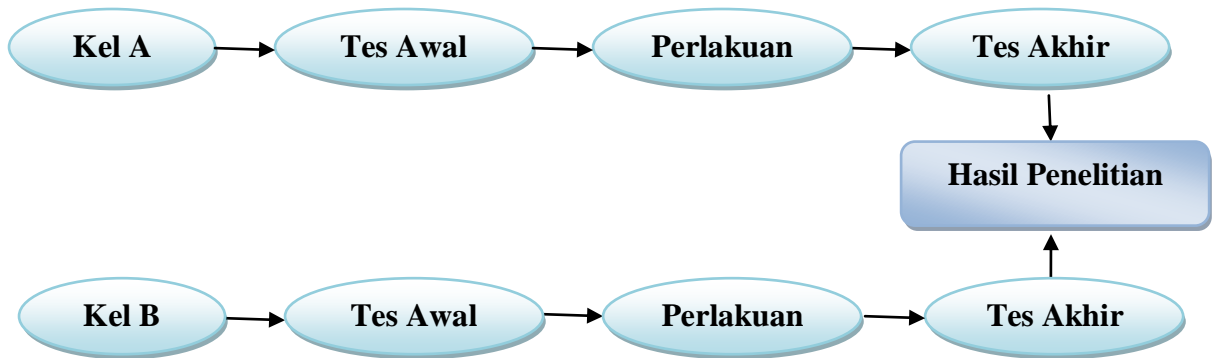 Kel A
Tes Awal
Perlakuan
Tes Akhir
Hasil Penelitian
Kel B
Tes Awal
Perlakuan
Tes Akhir